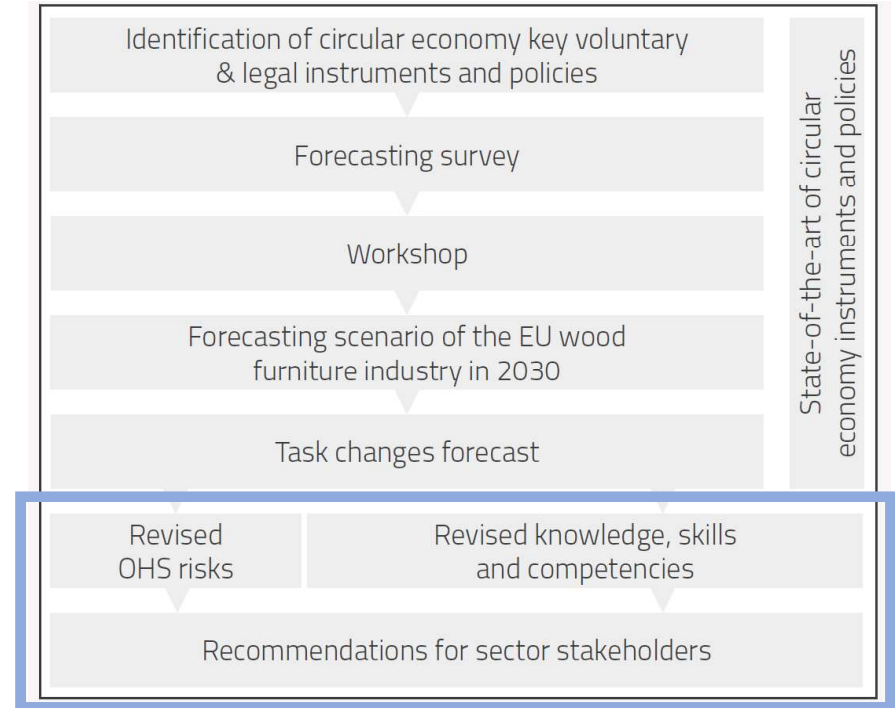 Identification of circular economy key voluntary
& legal instruments and policies
Forecasting survey
Workshop
Forecasting scenario of the EU wood
furniture industry in 2030
Task changes forecast
State-of-the-art of circular
economy instruments and policies
Revised
OHS risks
Revised knowledge, skills
and competencies
Recommendations for sector stakeholders